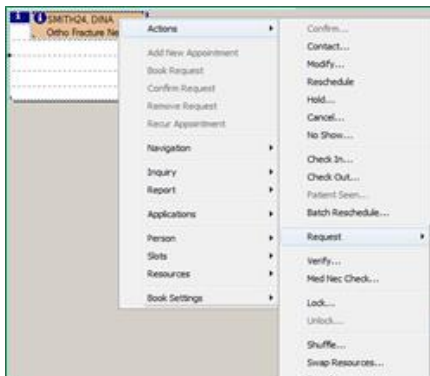 SMITH24, DINA
Ortho Fracture Ne
Actions
Add New Appointment
Book Request
Confirm Request
Remove Request
Recur Appointment
Navigation
Inquiry
Report
Applications
Person
Slots
Resources
Book Settings
Confirm...
Contact...
Modify...
Reschedule
Hold...
Cancel...
No Show...
Check In...
Check Out...
Patient Seen...
Batch Reschedule...
Request
Verify...
Med Nec Check...
Lock...
Unlock...
Shuffle...
Swap Resources...